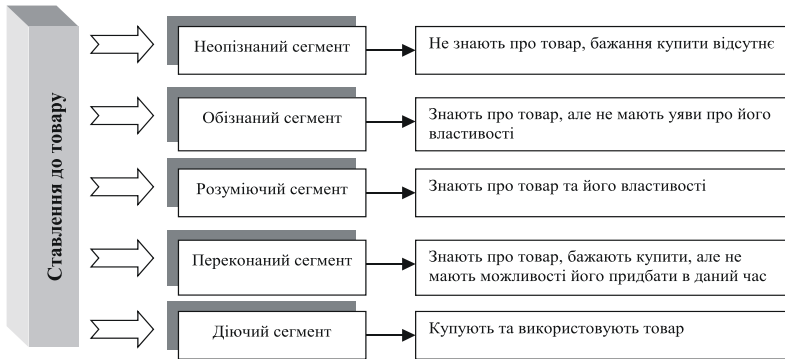 Ставлення до товару
Неопізнаний сегмент
Не знають про товар, бажання купити відсутнє
Обізнаний сегмент
Знають про товар, але не мають уяви про його
властивості
Розуміючий сегмент
Знають про товар та його властивості
Переконаний сегмент
Знають про товар, бажають купити, але не
мають можливості його придбати в даний час
Діючий сегмент
Купують та використовують товар